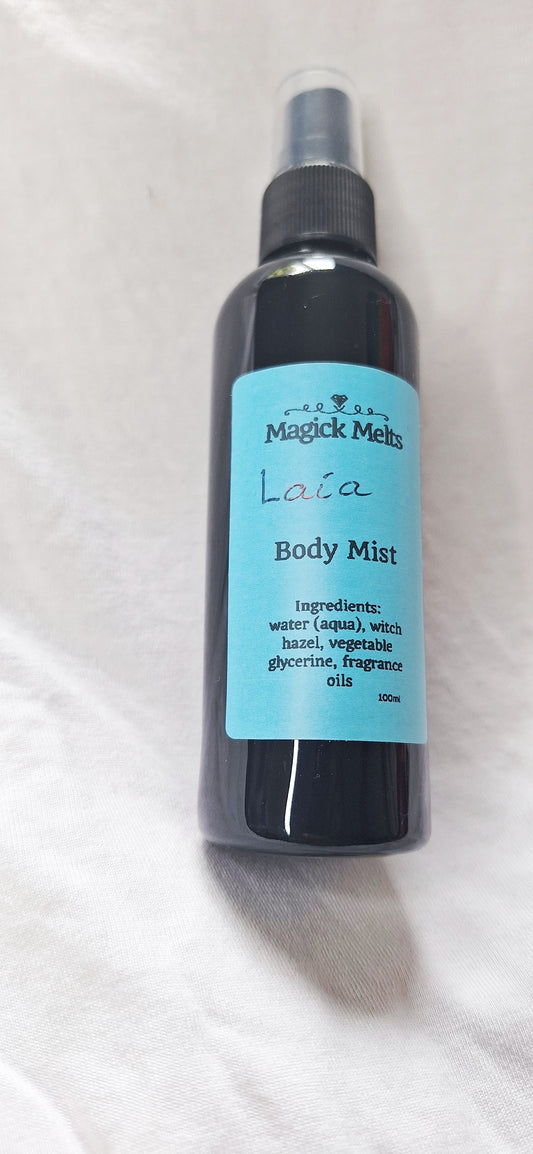 Magick Melts
Laia
Body Mist
Ingredients:
water (aqua), witch
hazel, vegetable
glycerine, fragrance
oils
100ml